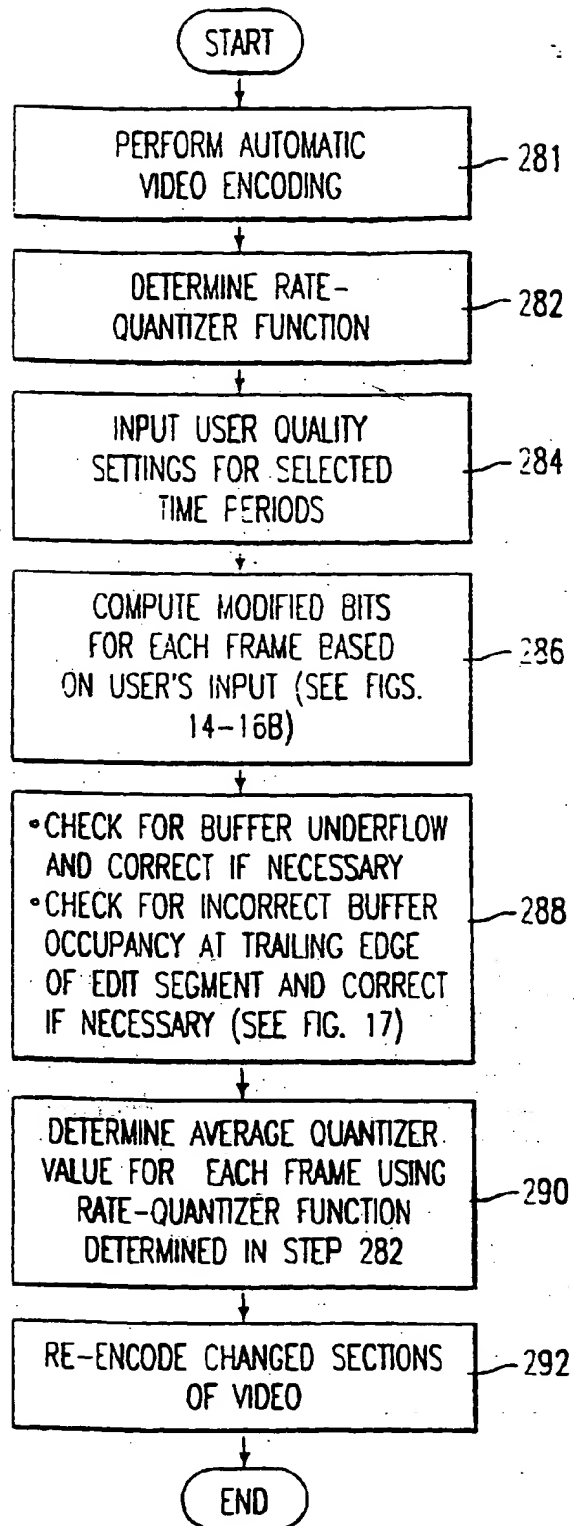 START
PERFORM AUTOMATIC
VIDEO ENCODING
281
DETERMINE RATE-
QUANTIZER FUNCTION
282
INPUT USER QUALITY
SETTINGS FOR SELECTED
TIME PERIODS
284
COMPUTE MODIFIED BITS
FOR EACH FRAME BASED
ON USER'S INPUT (SEE FIGS.
14-16B)
286
•CHECK FOR BUFFER UNDERFLOW
AND CORRECT IF NECESSARY
•CHECK FOR INCORRECT BUFFER
OCCUPANCY AT TRAILING EDGE
OF EDIT SEGMENT AND CORRECT
IF NECESSARY (SEE FIG. 17)
288
DETERMINE AVERAGE QUANTIZER
VALUE FOR EACH FRAME USING
RATE-QUANTIZER FUNCTION
DETERMINED IN STEP 282
290
RE-ENCODE CHANGED SECTIONS
OF VIDEO
292
END